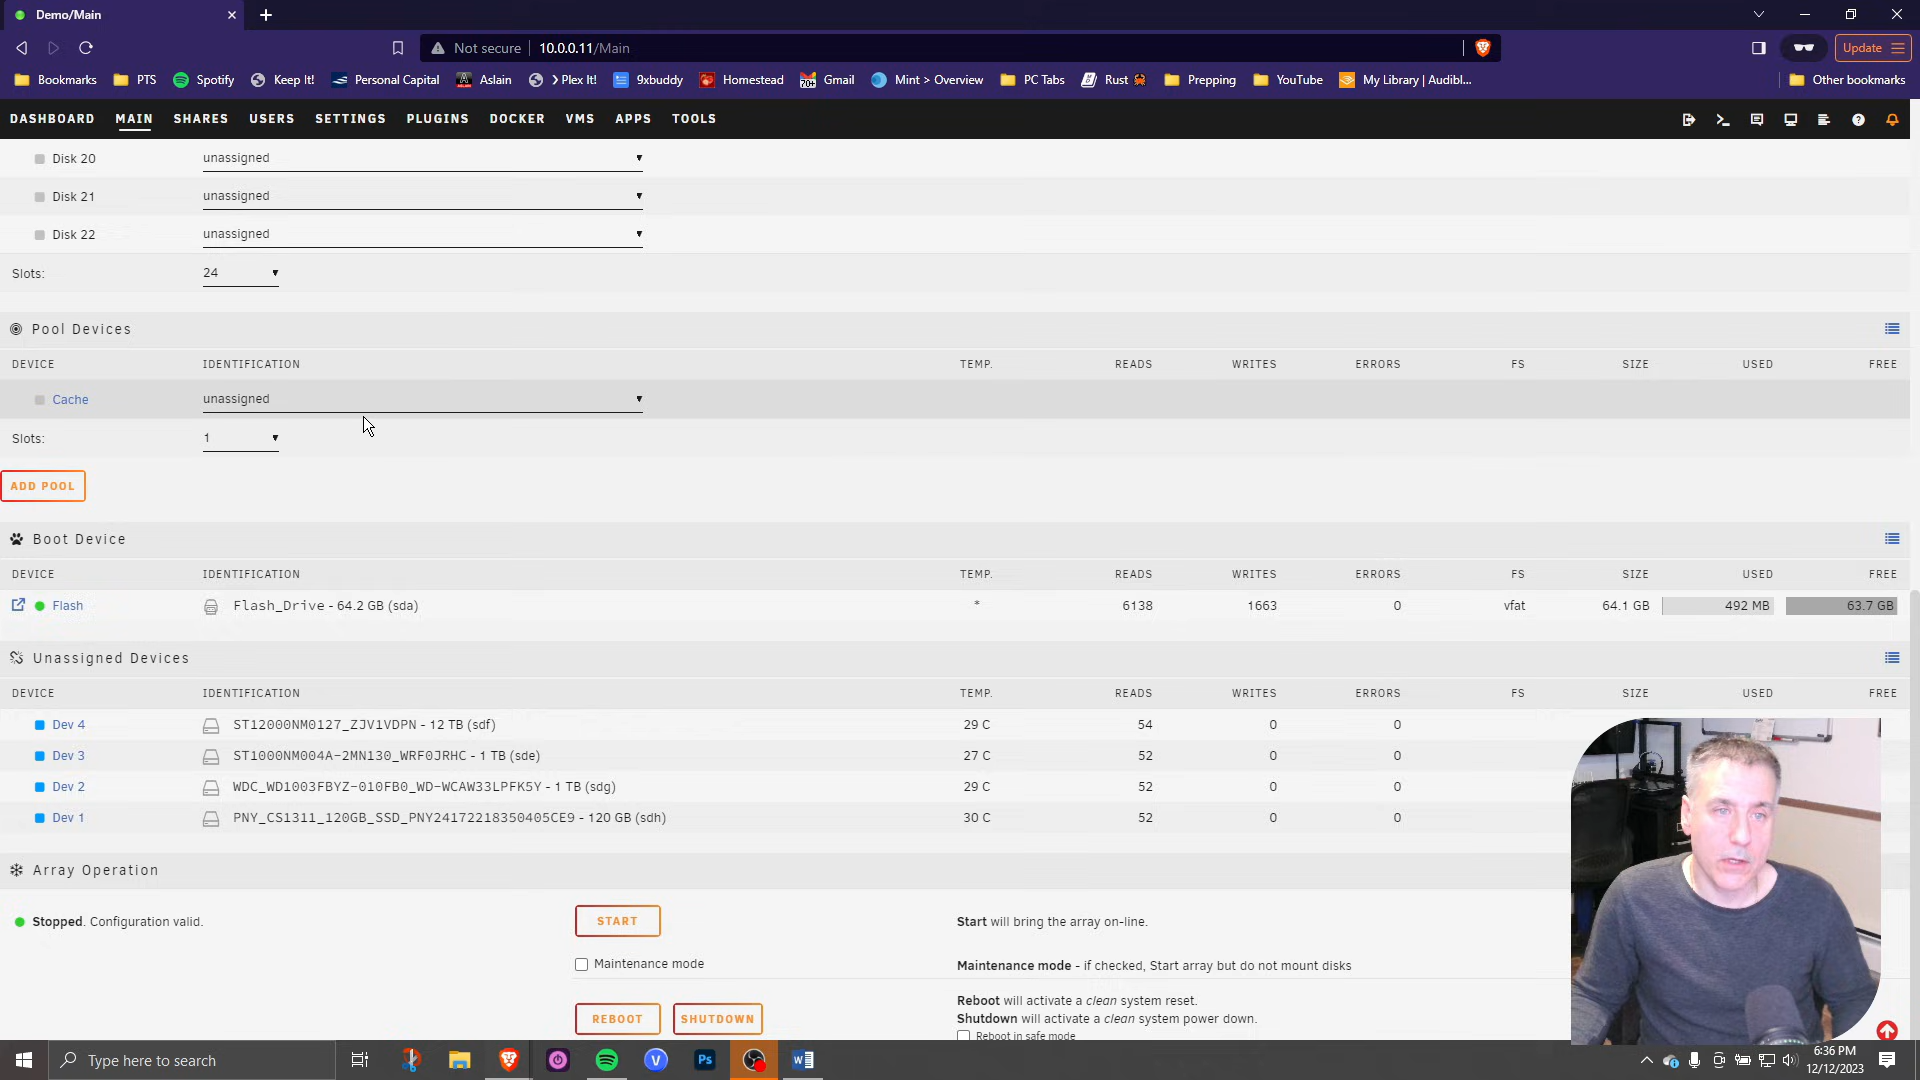 Demo/Main
Not secure 10.0.0.11/Main
Update
Bookmarks PTS Spotify Keep It! Personal Capital Aslain > Plex It! 9xbuddy Homestead Gmail Mint > Overview PC Tabs Rust 🦀 Prepping YouTube My Library | Audibl... Other bookmarks
DASHBOARD MAIN SHARES USERS SETTINGS PLUGINS DOCKER VMS APPS TOOLS
Disk 20 unassigned
Disk 21 unassigned
Disk 22 unassigned
Slots: 24
Pool Devices
DEVICE IDENTIFICATION TEMP. READS WRITES ERRORS FS SIZE USED FREE
Cache unassigned
Slots: 1
ADD POOL
Boot Device
DEVICE IDENTIFICATION TEMP. READS WRITES ERRORS FS SIZE USED FREE
Flash Flash_Drive - 64.2 GB (sda) * 6138 1663 0 vfat 64.1 GB 492 MB 63.7 GB
Unassigned Devices
DEVICE IDENTIFICATION TEMP. READS WRITES ERRORS FS SIZE USED FREE
Dev 4 ST12000NM0127_ZJV1VDPN - 12 TB (sdf) 29 C 54 0 0
Dev 3 ST1000NM004A-2MN130_WRF0JRHC - 1 TB (sde) 27 C 52 0 0
Dev 2 WDC_WD1003FBYZ-010FB0_WD-WCAW33LPFK5Y - 1 TB (sdg) 29 C 52 0 0
Dev 1 PNY_CS1311_120GB_SSD_PNY24172218350405CE9 - 120 GB (sdh) 30 C 52 0 0
Array Operation
Stopped. Configuration valid. START Start will bring the array on-line.
Maintenance mode Maintenance mode - if checked, Start array but do not mount disks
REBOOT SHUTDOWN Reboot will activate a clean system reset.
Shutdown will activate a clean system power down.
Reboot in safe mode
Type here to search
Ps
6:36 PM
12/12/2023